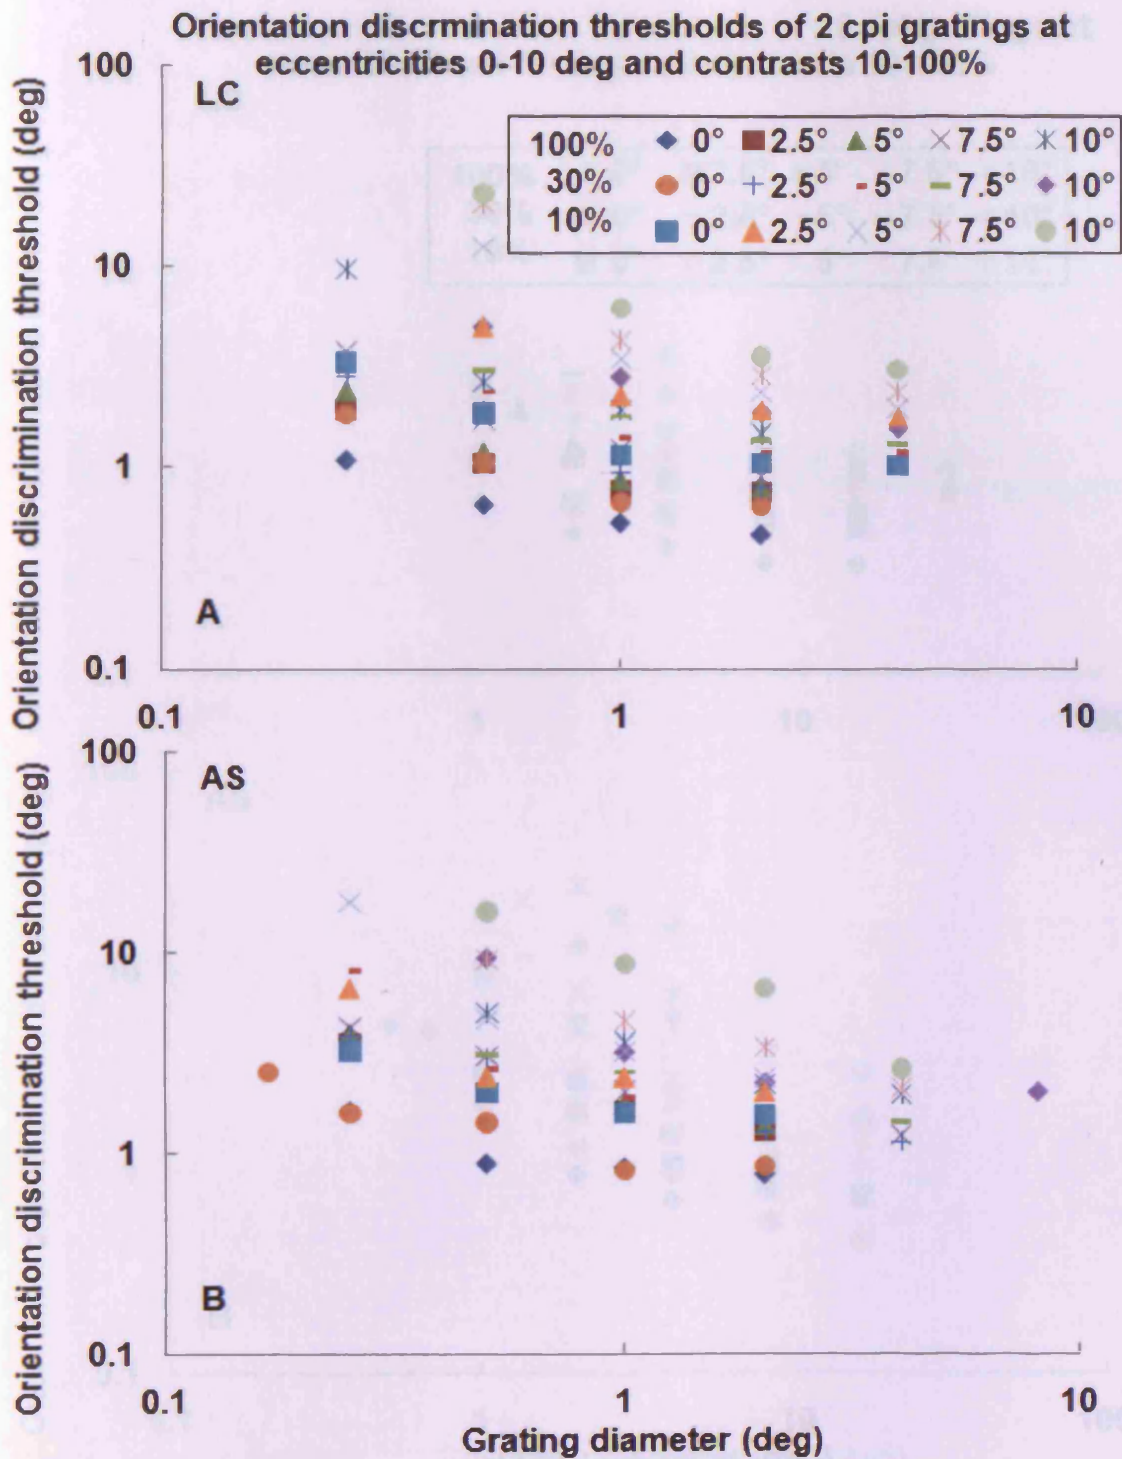 Orientation discrmination thresholds of 2 cpi gratings at
eccentricities 0-10 deg and contrasts 10-100%
Orientation discrimination threshold (deg)
100
10
1
0.1
LC
100% 0° 2.5° 5° 7.5° 10°
30% 0° 2.5° 5° 7.5° 10°
10% 0° 2.5° 5° 7.5° 10°
A
0.1 1 10
Orientation discrimination threshold (deg)
100
10
1
0.1
AS
B
0.1 1 10
Grating diameter (deg)